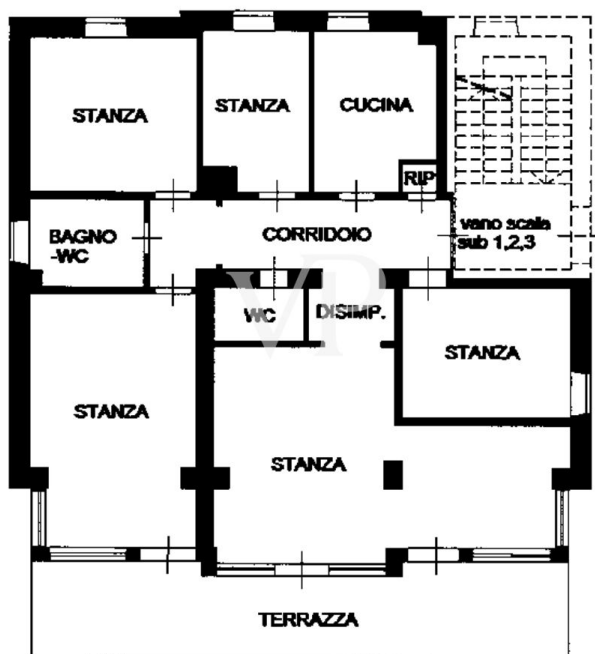 STANZA
STANZA
CUCINA
RIP
BAGNO
-WC
CORRIDOIO
vano scala
sub 1,2,3
WC
DISIMP.
VP
STANZA
STANZA
STANZA
TERRAZZA